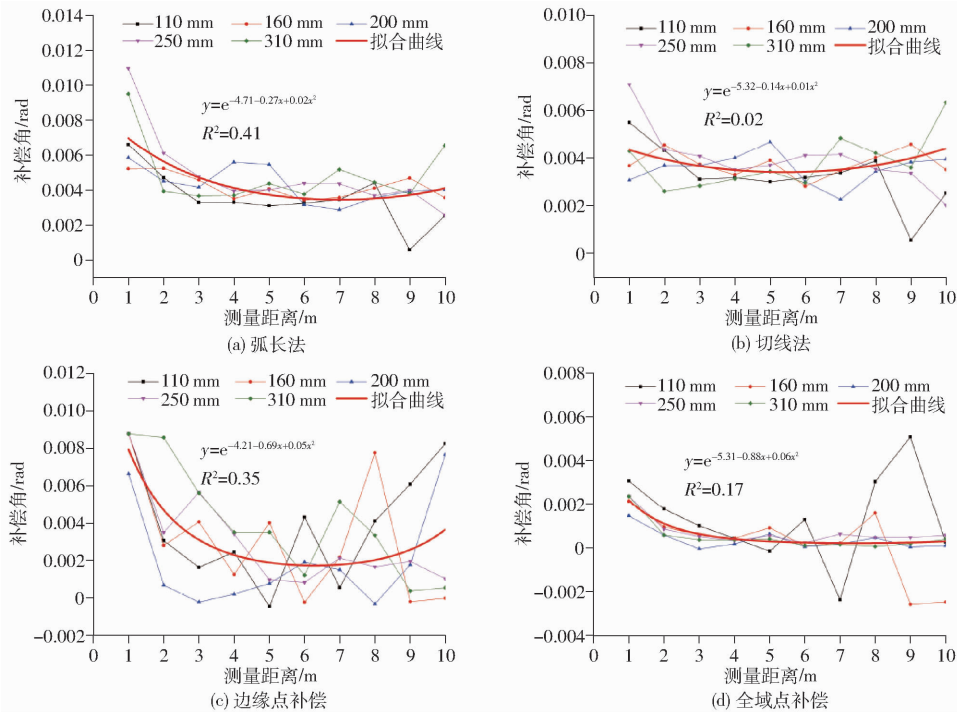 0.014
0.012
0.010
0.008
0.006
0.004
0.002
0
补偿角/rad
110 mm 160 mm 200 mm
250 mm 310 mm 拟合曲线
y=e^{-4.71-0.27x+0.02x^2}
R^2=0.41
0 1 2 3 4 5 6 7 8 9 10
测量距离/m
(a) 弧长法
0.010
0.008
0.006
0.004
0.002
0
补偿角/rad
110 mm 160 mm 200 mm
250 mm 310 mm 拟合曲线
y=e^{-5.32-0.14x+0.01x^2}
R^2=0.02
0 1 2 3 4 5 6 7 8 9 10
测量距离/m
(b) 切线法
0.012
0.010
0.008
0.006
0.004
0.002
0
-0.002
补偿角/rad
110 mm 160 mm 200 mm
250 mm 310 mm 拟合曲线
y=e^{-4.21-0.69x+0.05x^2}
R^2=0.35
0 1 2 3 4 5 6 7 8 9 10
测量距离/m
(c) 边缘点补偿
0.008
0.006
0.004
0.002
0
-0.002
-0.004
补偿角/rad
110 mm 160 mm 200 mm
250 mm 310 mm 拟合曲线
y=e^{-5.31-0.88x+0.06x^2}
R^2=0.17
0 1 2 3 4 5 6 7 8 9 10
测量距离/m
(d) 全域点补偿